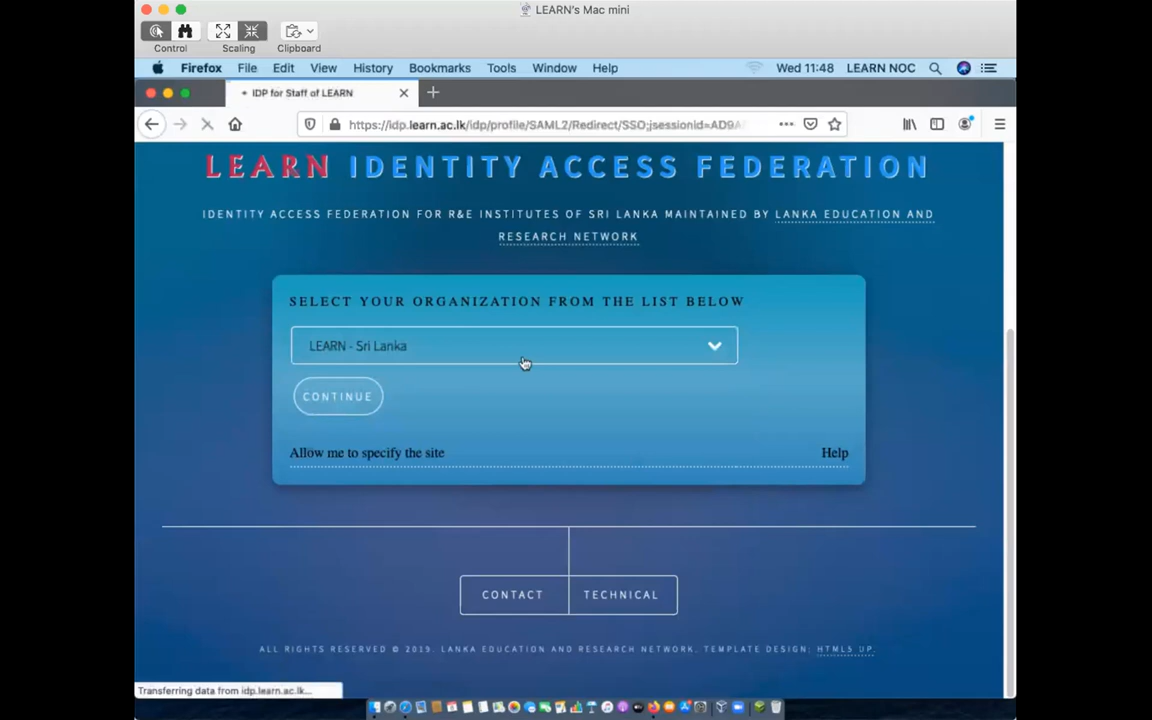 LEARN's Mac mini
Control Scaling Clipboard
Firefox File Edit View History Bookmarks Tools Window Help Wed 11:48 LEARN NOC
IDP for Staff of LEARN
https://idp.learn.ac.lk/idp/profile/SAML2/Redirect/SSO;jsessionid=AD9A
LEARN IDENTITY ACCESS FEDERATION
IDENTITY ACCESS FEDERATION FOR R&E INSTITUTES OF SRI LANKA MAINTAINED BY LANKA EDUCATION AND
RESEARCH NETWORK
SELECT YOUR ORGANIZATION FROM THE LIST BELOW
LEARN - Sri Lanka
CONTINUE
Allow me to specify the site Help
CONTACT TECHNICAL
ALL RIGHTS RESERVED © 2019. LANKA EDUCATION AND RESEARCH NETWORK. TEMPLATE DESIGN: HTML5 UP.
Transferring data from idp.learn.ac.lk...